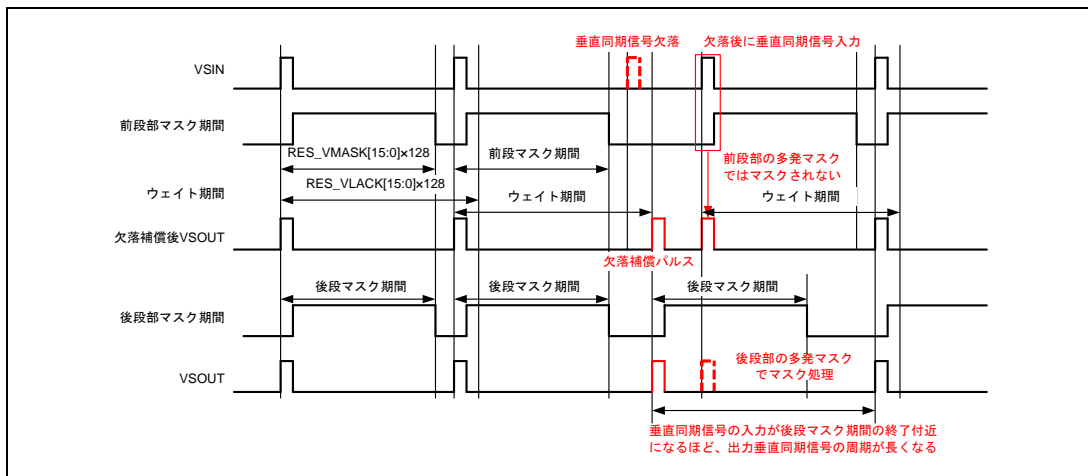 垂直同期信号欠落
欠落後に垂直同期信号入力
VSIN
前段部マスク期間
RES_VMASK[15:0]×128
前段マスク期間
前段部の多発マスク
ではマスクされない
RES_VLACK[15:0]×128
ウェイト期間
ウェイト期間
ウェイト期間
欠落補償後VSOUT
欠落補償パルス
後段マスク期間
後段マスク期間
後段マスク期間
後段部マスク期間
後段部の多発マスク
でマスク処理
VSOUT
垂直同期信号の入力が後段マスク期間の終了付近
になるほど、出力垂直同期信号の周期が長くなる